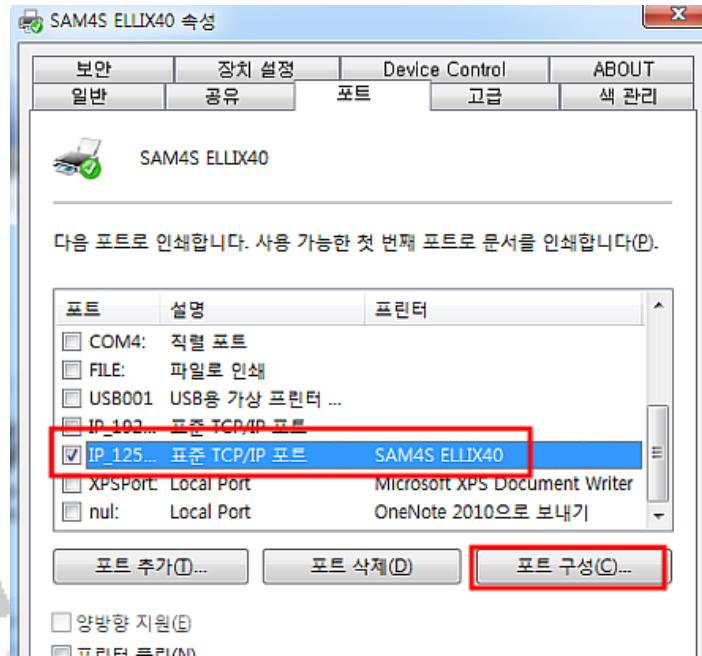 SAM4S ELLIX40 속성
보안 장치 설정 Device Control ABOUT
일반 공유 포트 고급 색 관리
SAM4S ELLIX40
다음 포트로 인쇄합니다. 사용 가능한 첫 번째 포트로 문서를 인쇄합니다(P).
포트 설명 프린터
COM4: 직렬 포트
FILE: 파일로 인쇄
USB001 USB용 가상 프린터 ...
IP_192... 표준 TCP/IP 포트
IP_125... 표준 TCP/IP 포트 SAM4S ELLIX40
XPSPort: Local Port Microsoft XPS Document Writer
nul: Local Port OneNote 2010으로 보내기
포트 추가(T)... 포트 삭제(D) 포트 구성(C)...
양방향 지원(E)
프린터 풀링(N)